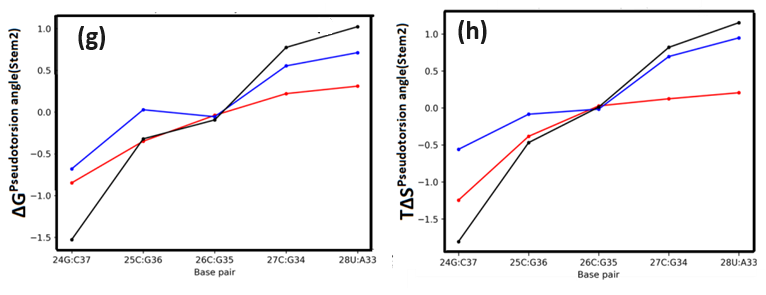 (g)
ΔG^Pseudotorsion angle(Stem2)
1.0
0.5
0.0
−0.5
−1.0
−1.5
24G:C37 25C:G36 26C:G35 27C:G34 28U:A33
Base pair
(h)
TΔS^Pseudotorsion angle(Stem2)
1.0
0.5
0.0
−0.5
−1.0
−1.5
24G:C37 25C:G36 26C:G35 27C:G34 28U:A33
Base pair